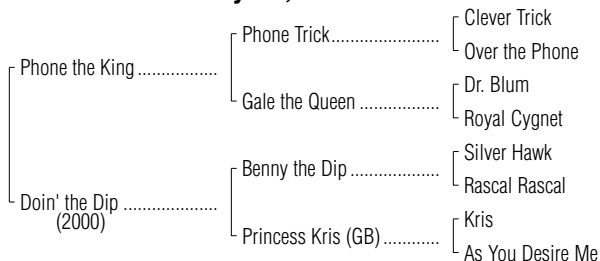 Clever Trick
Phone Trick.......................
Over the Phone
Phone the King .................
Dr. Blum
Gale the Queen .................
Royal Cygnet
Silver Hawk
Benny the Dip ...................
Rascal Rascal
Doin' the Dip ....................
(2000)
Kris
Princess Kris (GB)............
As You Desire Me